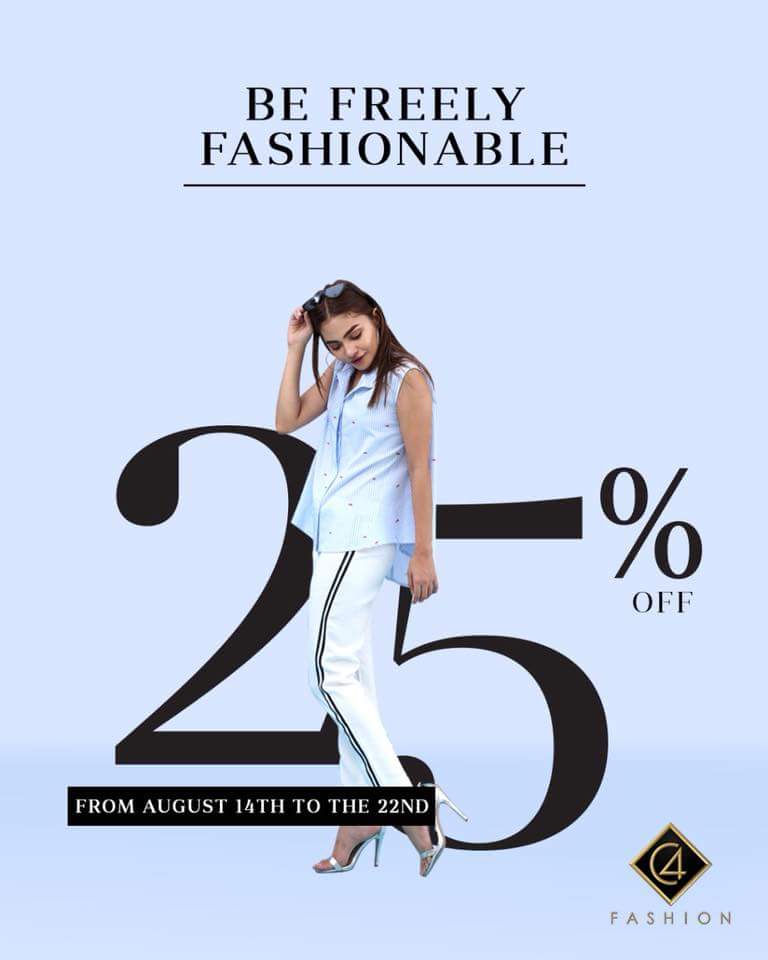 BE FREELY
FASHIONABLE
25%
OFF
FROM AUGUST 14TH TO THE 22ND
C4
FASHION